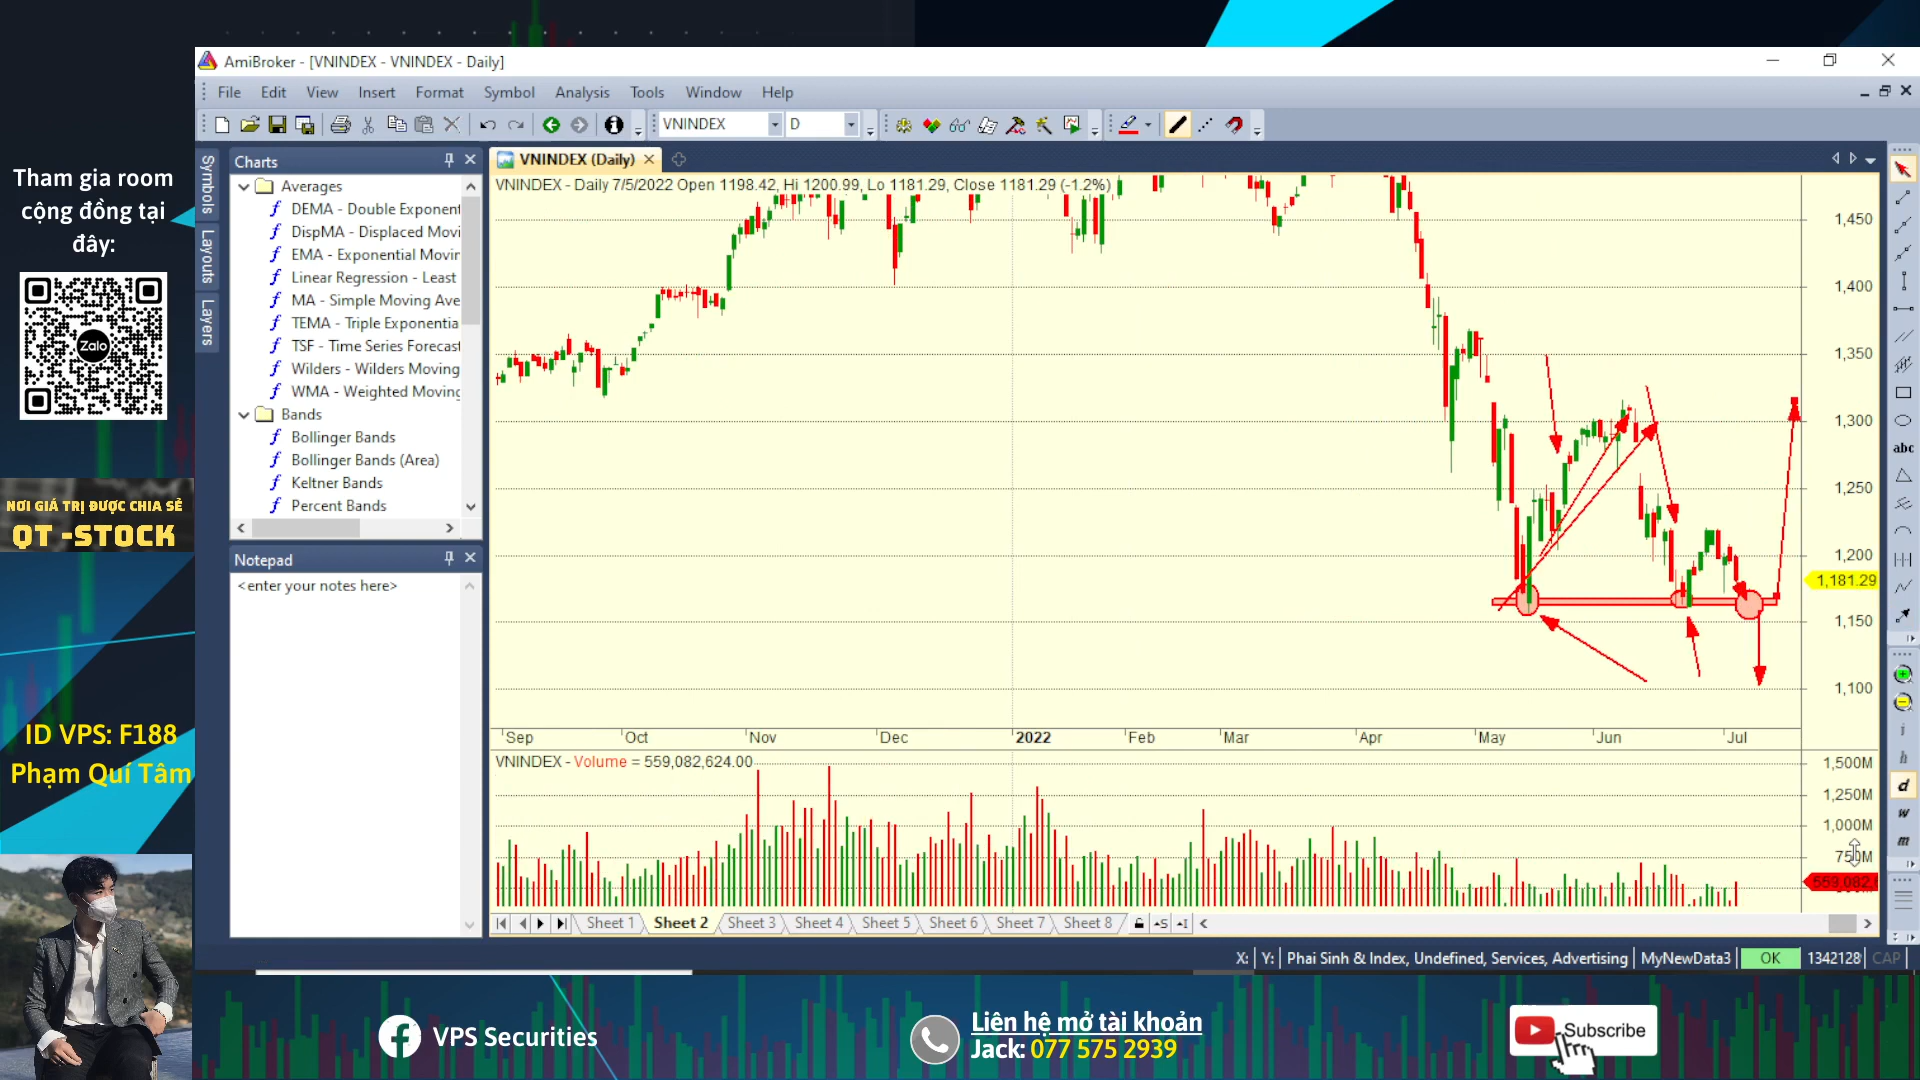 Tham gia room
cộng đồng tại
đây:
Zalo
NƠI GIÁ TRỊ ĐƯỢC CHIA SẺ
QT -STOCK
ID VPS: F188
Phạm Quí Tâm
AmiBroker - [VNINDEX - VNINDEX - Daily]
File Edit View Insert Format Symbol Analysis Tools Window Help
VNINDEX D
Symbols
Layouts
Layers
Charts
Averages
DEMA - Double Exponent
DispMA - Displaced Movi
EMA - Exponential Movin
Linear Regression - Least
MA - Simple Moving Ave
TEMA - Triple Exponentia
TSF - Time Series Forecast
Wilders - Wilders Moving
WMA - Weighted Moving
Bands
Bollinger Bands
Bollinger Bands (Area)
Keltner Bands
Percent Bands
Notepad
<enter your notes here>
VNINDEX (Daily)
VNINDEX - Daily 7/5/2022 Open 1198.42, Hi 1200.99, Lo 1181.29, Close 1181.29 (-1.2%)
1,450
1,400
1,350
1,300
1,250
1,200
1,181.29
1,150
1,100
Sep Oct Nov Dec 2022 Feb Mar Apr May Jun Jul
VNINDEX - Volume = 559,082,624.00
1,500M
1,250M
1,000M
750M
559,082,
Sheet 1 Sheet 2 Sheet 3 Sheet 4 Sheet 5 Sheet 6 Sheet 7 Sheet 8
abc
i
h
d
w
m
X: Y: Phai Sinh & Index, Undefined, Services, Advertising MyNewData3 OK 1342128 CAP
VPS Securities
Liên hệ mở tài khoản
Jack: 077 575 2939
Subscribe